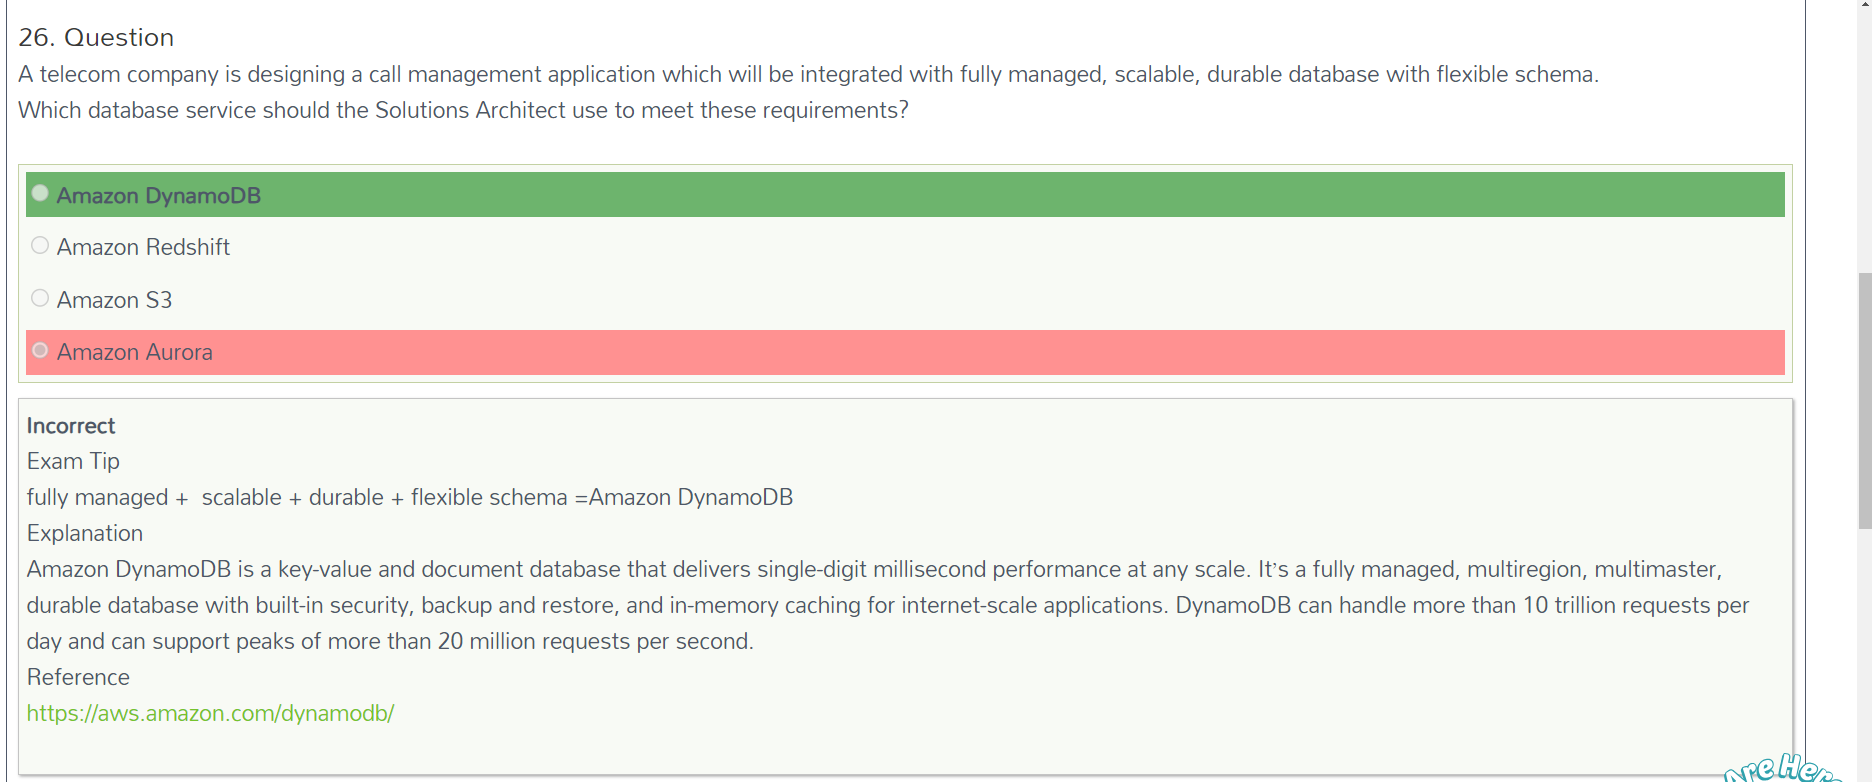 26. Question
A telecom company is designing a call management application which will be integrated with fully managed, scalable, durable database with flexible schema.
Which database service should the Solutions Architect use to meet these requirements?
Amazon DynamoDB
Amazon Redshift
Amazon S3
Amazon Aurora
Incorrect
Exam Tip
fully managed +  scalable + durable + flexible schema =Amazon DynamoDB
Explanation
Amazon DynamoDB is a key-value and document database that delivers single-digit millisecond performance at any scale. It’s a fully managed, multiregion, multimaster,
durable database with built-in security, backup and restore, and in-memory caching for internet-scale applications. DynamoDB can handle more than 10 trillion requests per
day and can support peaks of more than 20 million requests per second.
Reference
https://aws.amazon.com/dynamodb/
Are Here